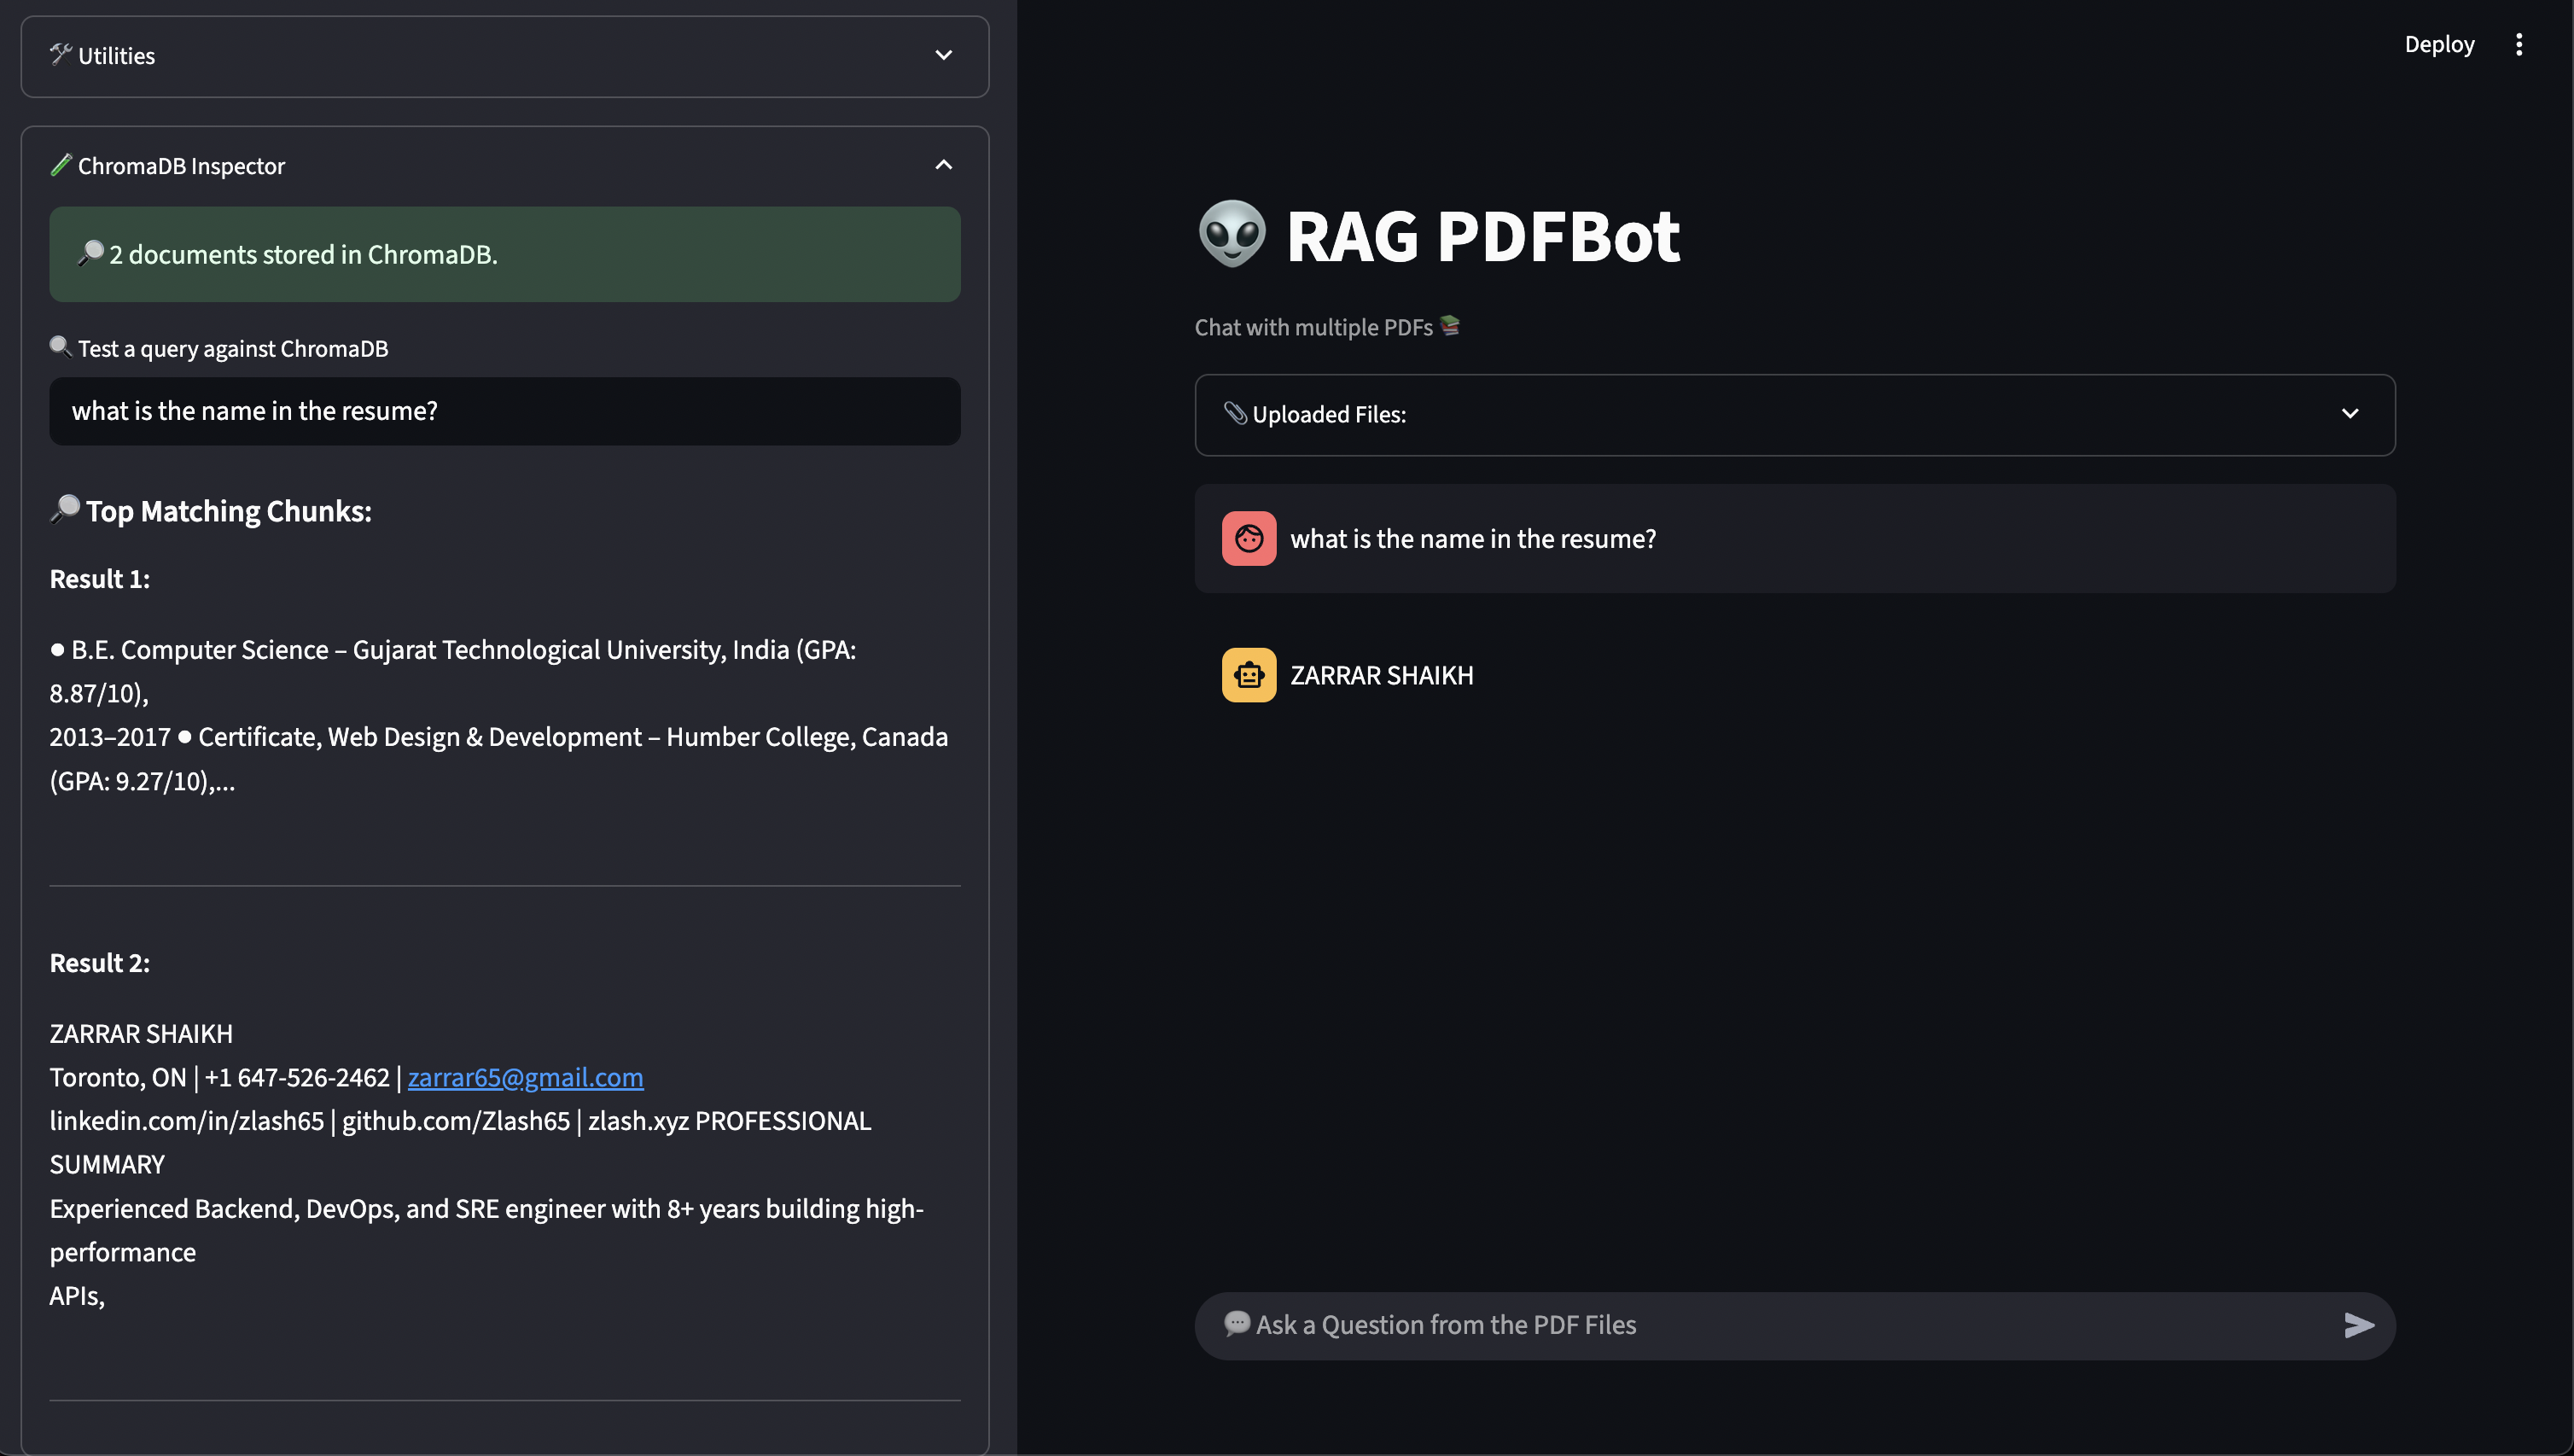 🛠️ Utilities
🧪 ChromaDB Inspector
🔎 2 documents stored in ChromaDB.
🔍 Test a query against ChromaDB
what is the name in the resume?
🔎 Top Matching Chunks:
Result 1:
● B.E. Computer Science – Gujarat Technological University, India (GPA:
8.87/10),
2013–2017 ● Certificate, Web Design & Development – Humber College, Canada
(GPA: 9.27/10),...
Result 2:
ZARRAR SHAIKH
Toronto, ON | +1 647-526-2462 | zarrar65@gmail.com
linkedin.com/in/zlash65 | github.com/Zlash65 | zlash.xyz PROFESSIONAL
SUMMARY
Experienced Backend, DevOps, and SRE engineer with 8+ years building high-
performance
APIs,
Deploy
👽 RAG PDFBot
Chat with multiple PDFs 📚
📎 Uploaded Files:
what is the name in the resume?
ZARRAR SHAIKH
💬 Ask a Question from the PDF Files